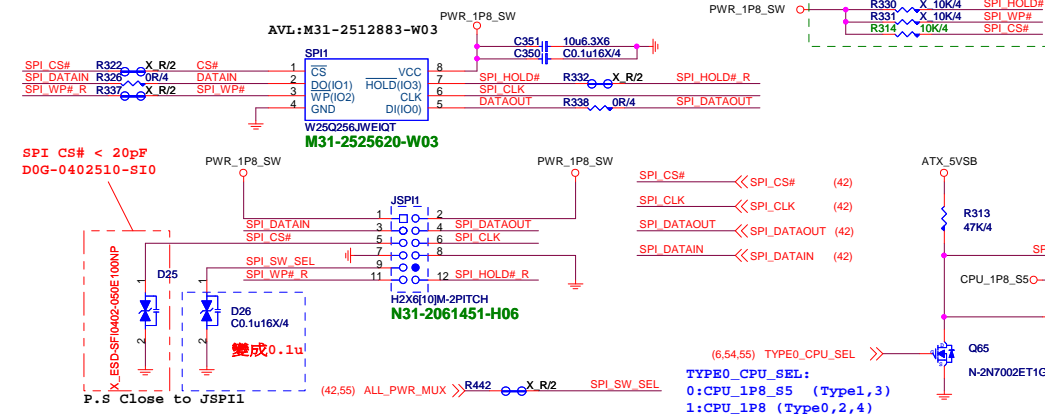 PWR_1P8_SW
R330 X_10K/4 SPI_HOLD#
R331 X_10K/4 SPI_WP#
R314 10K/4 SPI_CS#
PWR_1P8_SW
AVL:M31-2512883-W03
C351 10u6.3X6
C350 C0.1u16X/4
SPI1
SPI_CS# R322 X_R/2 CS# 1 CS VCC 8
SPI_DATAIN R326 0R/4 DATAIN 2 DO(IO1) HOLD(IO3) 7 SPI_HOLD# R332 X_R/2 SPI_HOLD#_R
SPI_WP#_R R337 X_R/2 SPI_WP# 3 WP(IO2) CLK 6 SPI_CLK
4 GND DI(IO0) 5 DATAOUT R338 0R/4 SPI_DATAOUT
W25Q256JWEIQT
M31-2525620-W03
SPI CS# < 20pF
D0G-0402510-SI0
PWR_1P8_SW
PWR_1P8_SW
JSPI1
1 2
SPI_DATAIN 3 4 SPI_DATAOUT
SPI_CS# 5 6 SPI_CLK
7 8
SPI_SW_SEL 9
SPI_WP#_R 11 12 SPI_HOLD#_R
H2X6[10]M-2PITCH
N31-2061451-H06
SPI_CS# SPI_CS# (42)
SPI_CLK SPI_CLK (42)
SPI_DATAOUT SPI_DATAOUT (42)
SPI_DATAIN SPI_DATAIN (42)
ATX_5VSB
R313
47K/4
SP
CPU_1P8_S5
X_ESD-SFI0402-050E100NP
1 D25 2
1 D26 2
C0.1u16X/4
變成0.1u
P.S Close to JSPI1
(42,55) ALL_PWR_MUX R442 X_R/2 SPI_SW_SEL
(6,54,55) TYPE0_CPU_SEL
Q65
N-2N7002ET1G
TYPE0_CPU_SEL:
0:CPU_1P8_S5 (Type1,3)
1:CPU_1P8 (Type0,2,4)